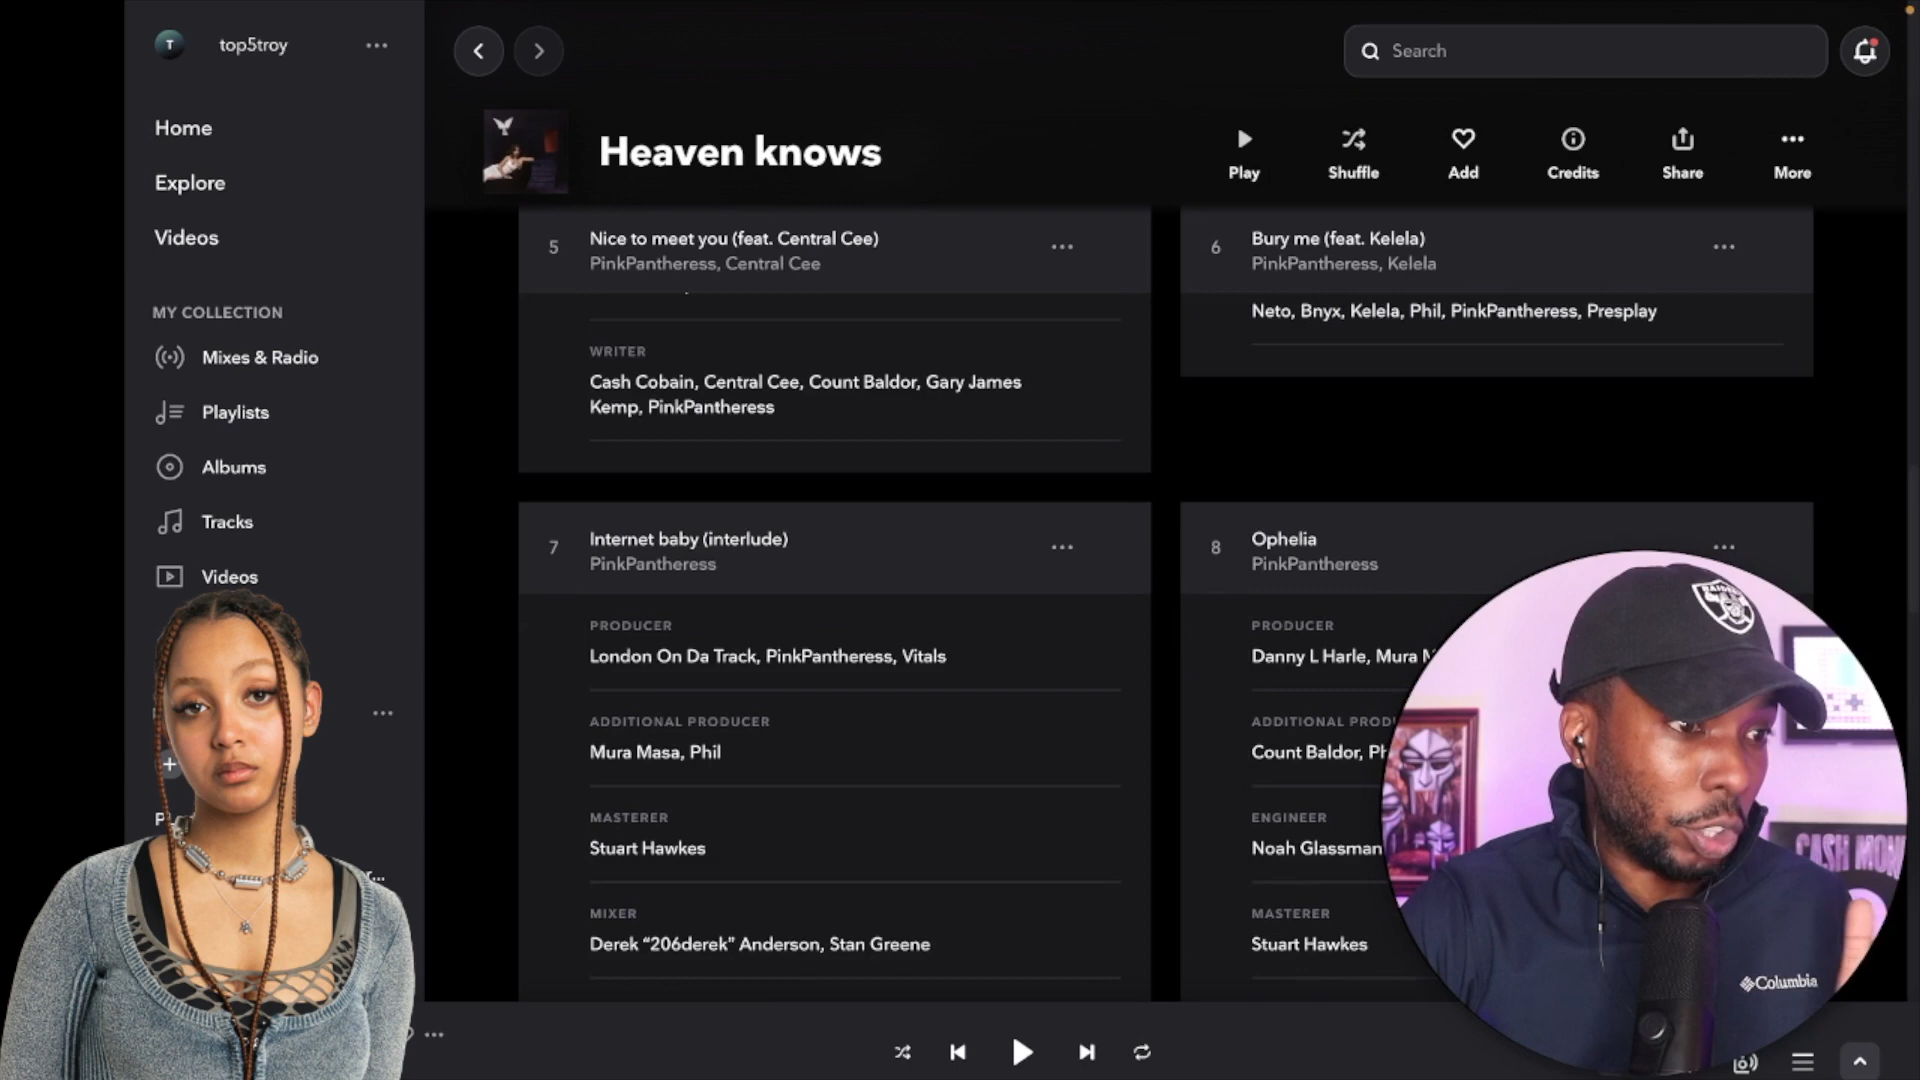 T
top5troy
Search
Home
Explore
Videos
MY COLLECTION
Mixes & Radio
Playlists
Albums
Tracks
Videos
Heaven knows
Play
Shuffle
Add
Credits
Share
More
5
Nice to meet you (feat. Central Cee)
PinkPantheress, Central Cee
WRITER
Cash Cobain, Central Cee, Count Baldor, Gary James
Kemp, PinkPantheress
6
Bury me (feat. Kelela)
PinkPantheress, Kelela
Neto, Bnyx, Kelela, Phil, PinkPantheress, Presplay
7
Internet baby (interlude)
PinkPantheress
PRODUCER
London On Da Track, PinkPantheress, Vitals
ADDITIONAL PRODUCER
Mura Masa, Phil
MASTERER
Stuart Hawkes
MIXER
Derek “206derek” Anderson, Stan Greene
8
Ophelia
PinkPantheress
PRODUCER
Danny L Harle, Mura
ADDITIONAL
Count Baldor,
ENGINEER
Noah Glassman
MASTERER
Stuart Hawkes
RAIDERS
CASH
Columbia